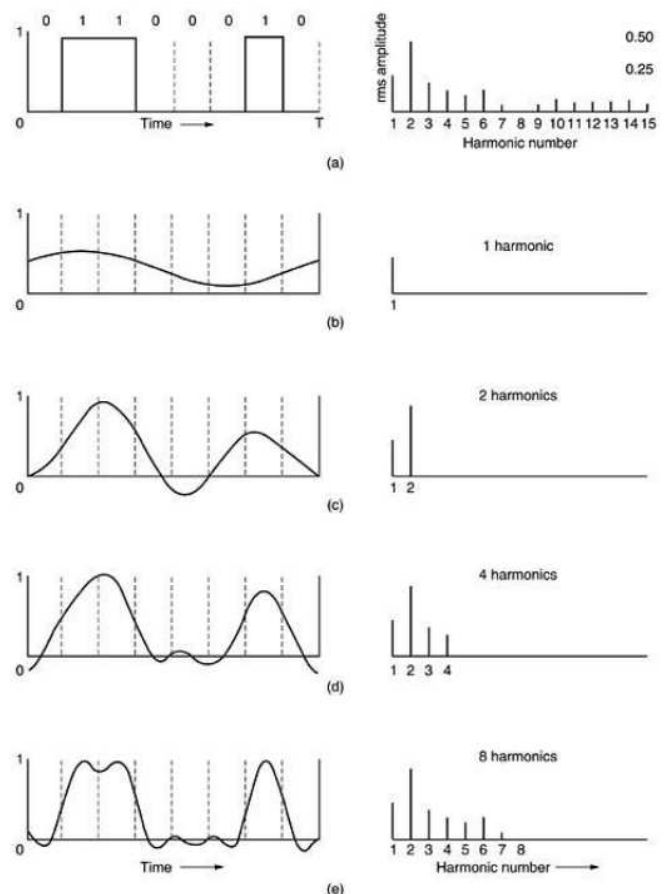 0 1 1 0 0 0 1 0
1
0
Time
T
rms amplitude
0.50
0.25
1 2 3 4 5 6 7 8 9 10 11 12 13 14 15
Harmonic number
(a)
1
0
1 harmonic
1
(b)
1
0
2 harmonics
1 2
(c)
1
0
4 harmonics
1 2 3 4
(d)
1
0
Time
8 harmonics
1 2 3 4 5 6 7 8
Harmonic number
(e)